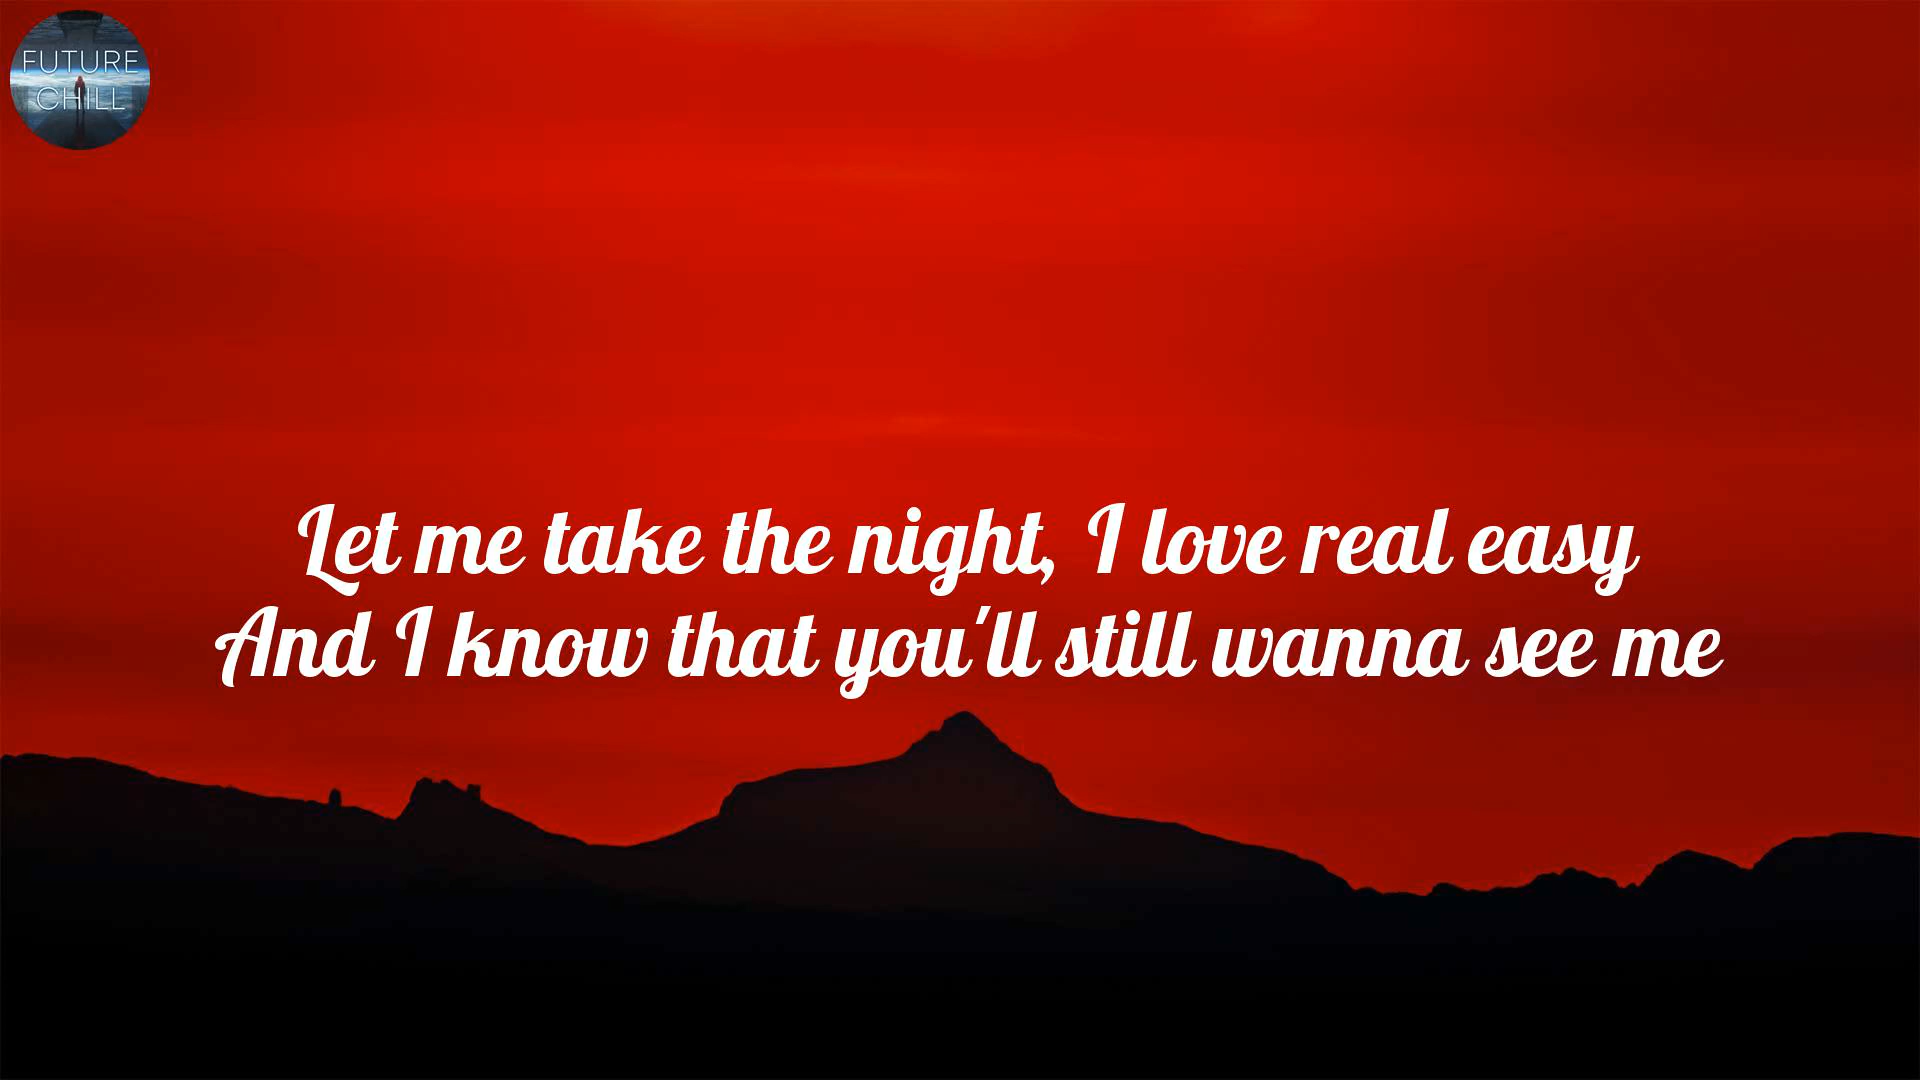 FUTURE
CHILL
Let me take the night, I love real easy
And I know that you'll still wanna see me